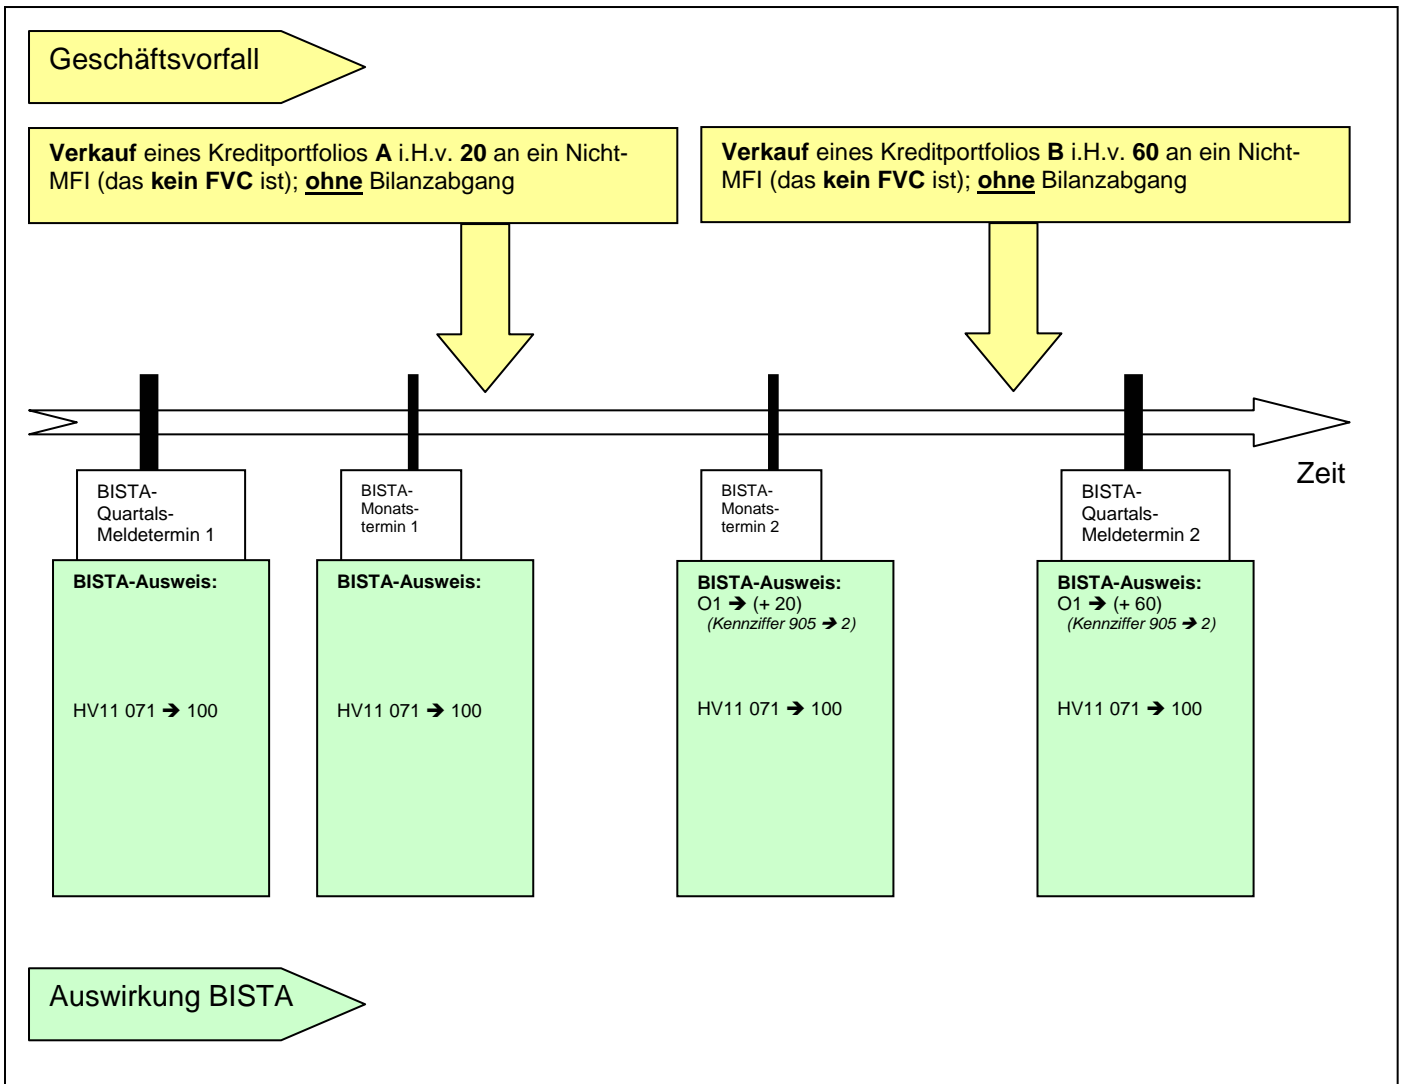 Geschäftsvorfall
Verkauf eines Kreditportfolios A i.H.v. 20 an ein Nicht-
MFI (das kein FVC ist); ohne Bilanzabgang
Verkauf eines Kreditportfolios B i.H.v. 60 an ein Nicht-
MFI (das kein FVC ist); ohne Bilanzabgang
Zeit
BISTA-
Quartals-
Meldetermin 1
BISTA-
Monats-
termin 1
BISTA-
Monats-
termin 2
BISTA-
Quartals-
Meldetermin 2
BISTA-Ausweis:
HV11 071 ➔ 100
BISTA-Ausweis:
HV11 071 ➔ 100
BISTA-Ausweis:
O1 ➔ (+ 20)
(Kennziffer 905 ➔ 2)
HV11 071 ➔ 100
BISTA-Ausweis:
O1 ➔ (+ 60)
(Kennziffer 905 ➔ 2)
HV11 071 ➔ 100
Auswirkung BISTA